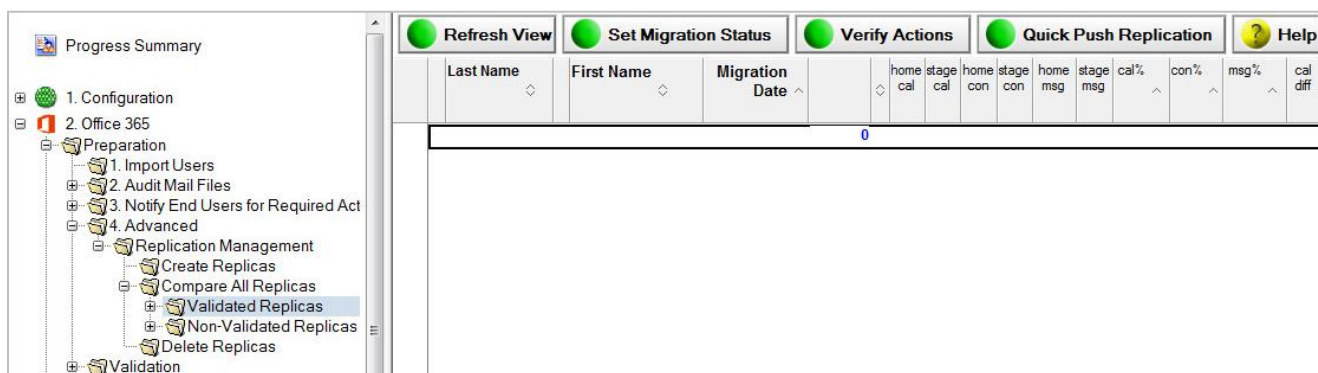 Progress Summary
1. Configuration
2. Office 365
Preparation
1. Import Users
2. Audit Mail Files
3. Notify End Users for Required Act
4. Advanced
Replication Management
Create Replicas
Compare All Replicas
Validated Replicas
Non-Validated Replicas
Delete Replicas
Validation
Refresh View Set Migration Status Verify Actions Quick Push Replication ? Help
Last Name First Name Migration Date home cal stage cal home con stage con home msg stage msg cal% con% msg% cal diff
0